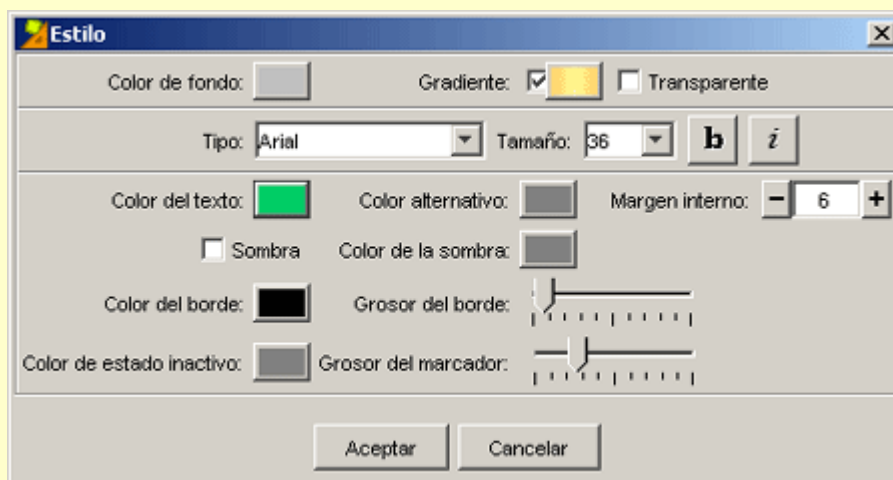 Estilo
Color de fondo: Gradiente: Transparente
Tipo: Arial Tamaño: 36 b i
Color del texto: Color alternativo: Margen interno: − 6 +
Sombra Color de la sombra:
Color del borde: Grosor del borde:
Color de estado inactivo: Grosor del marcador:
Aceptar Cancelar